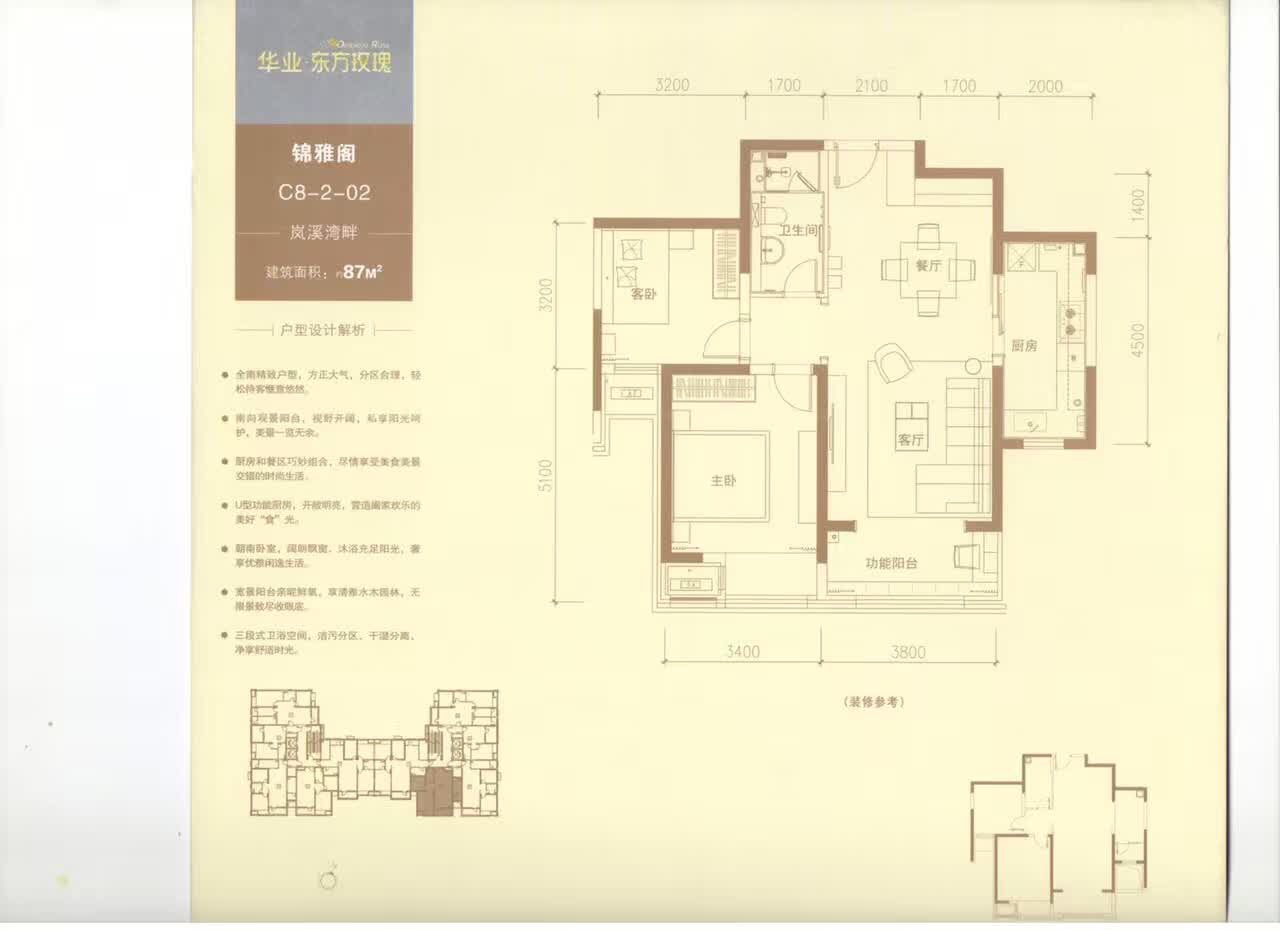 Oriental Rose
华业·东方玫瑰
锦雅阁
C8-2-02
岚溪湾畔
建筑面积：约87M²
户型设计解析
全南精致户型，方正大气，分区合理，轻
松待客惬意悠然。
南向观景阳台，视野开阔，私享阳光呵
护，美景一览无余。
厨房和餐区巧妙组合，尽情享受美食美景
交错的时尚生活。
U型功能厨房，开敞明亮，营造阖家欢乐的
美好“食”光。
朝南卧室，阔朗飘窗、沐浴充足阳光，奢
享优雅闲逸生活。
宽景阳台亲昵鲜氧，享清雅水木园林，无
限景致尽收眼底。
三段式卫浴空间，洁污分区、干湿分离，
净享舒适时光。
3200 1700 2100 1700 2000
1400
4500
3200
5100
卫生间
餐厅
客卧
厨房
客厅
主卧
功能阳台
3400 3800
（装修参考）